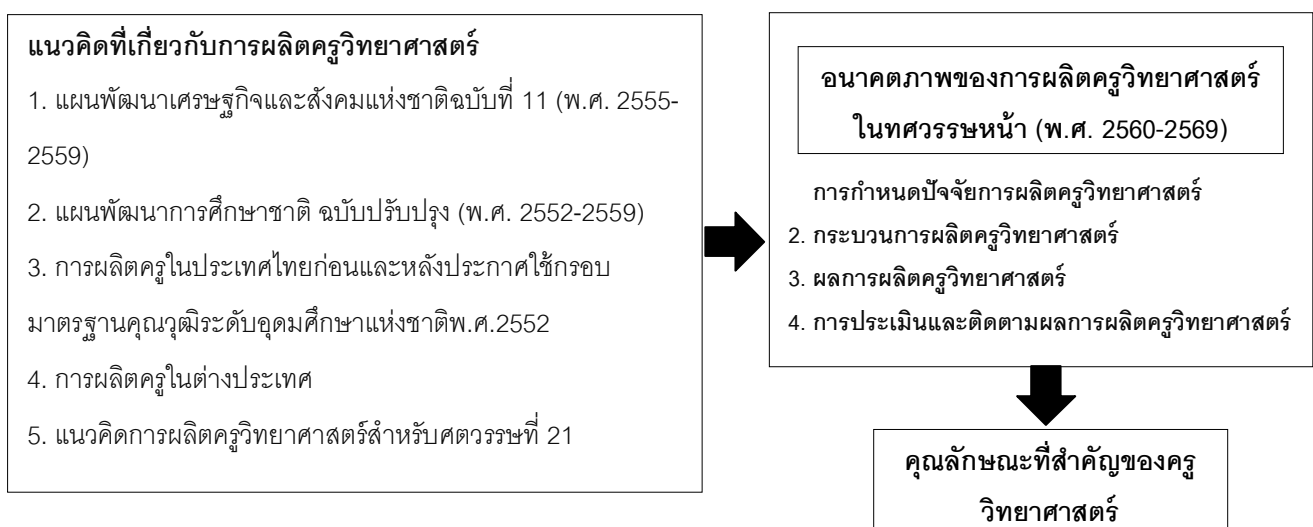 แนวคิดที่เกี่ยวกับการผลิตครูวิทยาศาสตร์
1. แผนพัฒนาเศรษฐกิจและสังคมแห่งชาติฉบับที่ 11 (พ.ศ. 2555-
2559)
2. แผนพัฒนาการศึกษาชาติ ฉบับปรับปรุง (พ.ศ. 2552-2559)
3. การผลิตครูในประเทศไทยก่อนและหลังประกาศใช้กรอบ
มาตรฐานคุณวุฒิระดับอุดมศึกษาแห่งชาติพ.ศ.2552
4. การผลิตครูในต่างประเทศ
5. แนวคิดการผลิตครูวิทยาศาสตร์สำหรับศตวรรษที่ 21
อนาคตภาพของการผลิตครูวิทยาศาสตร์
ในทศวรรษหน้า (พ.ศ. 2560-2569)
การกำหนดปัจจัยการผลิตครูวิทยาศาสตร์
2. กระบวนการผลิตครูวิทยาศาสตร์
3. ผลการผลิตครูวิทยาศาสตร์
4. การประเมินและติดตามผลการผลิตครูวิทยาศาสตร์
คุณลักษณะที่สำคัญของครู
วิทยาศาสตร์